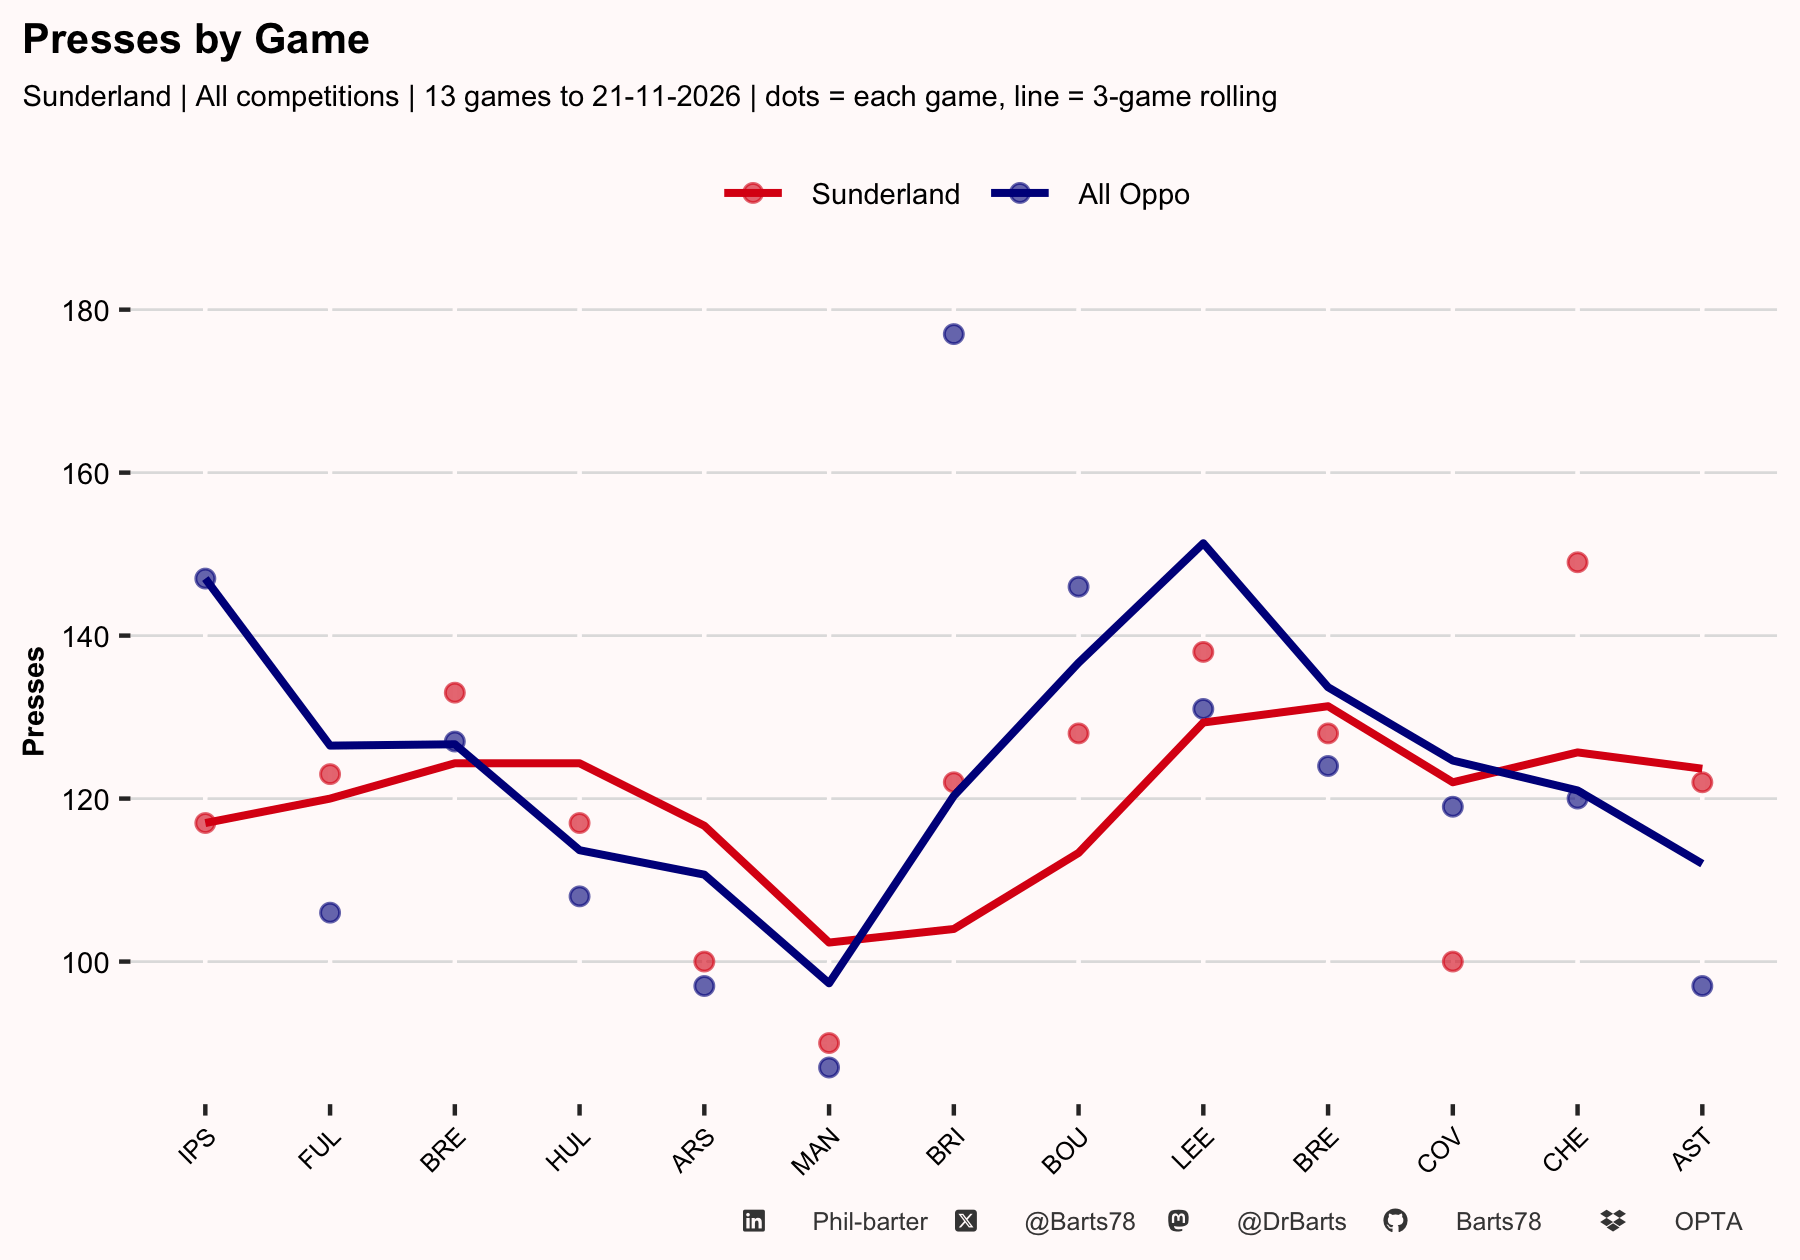 Presses by Game
Sunderland | All competitions | 13 games to 21-11-2026 | dots = each game, line = 3-game rolling
Sunderland All Oppo
180
160
140
120
100
Presses
IPS FUL BRE HUL ARS MAN BRI BOU LEE BRE COV CHE AST
Phil-barter @Barts78 @DrBarts Barts78 OPTA